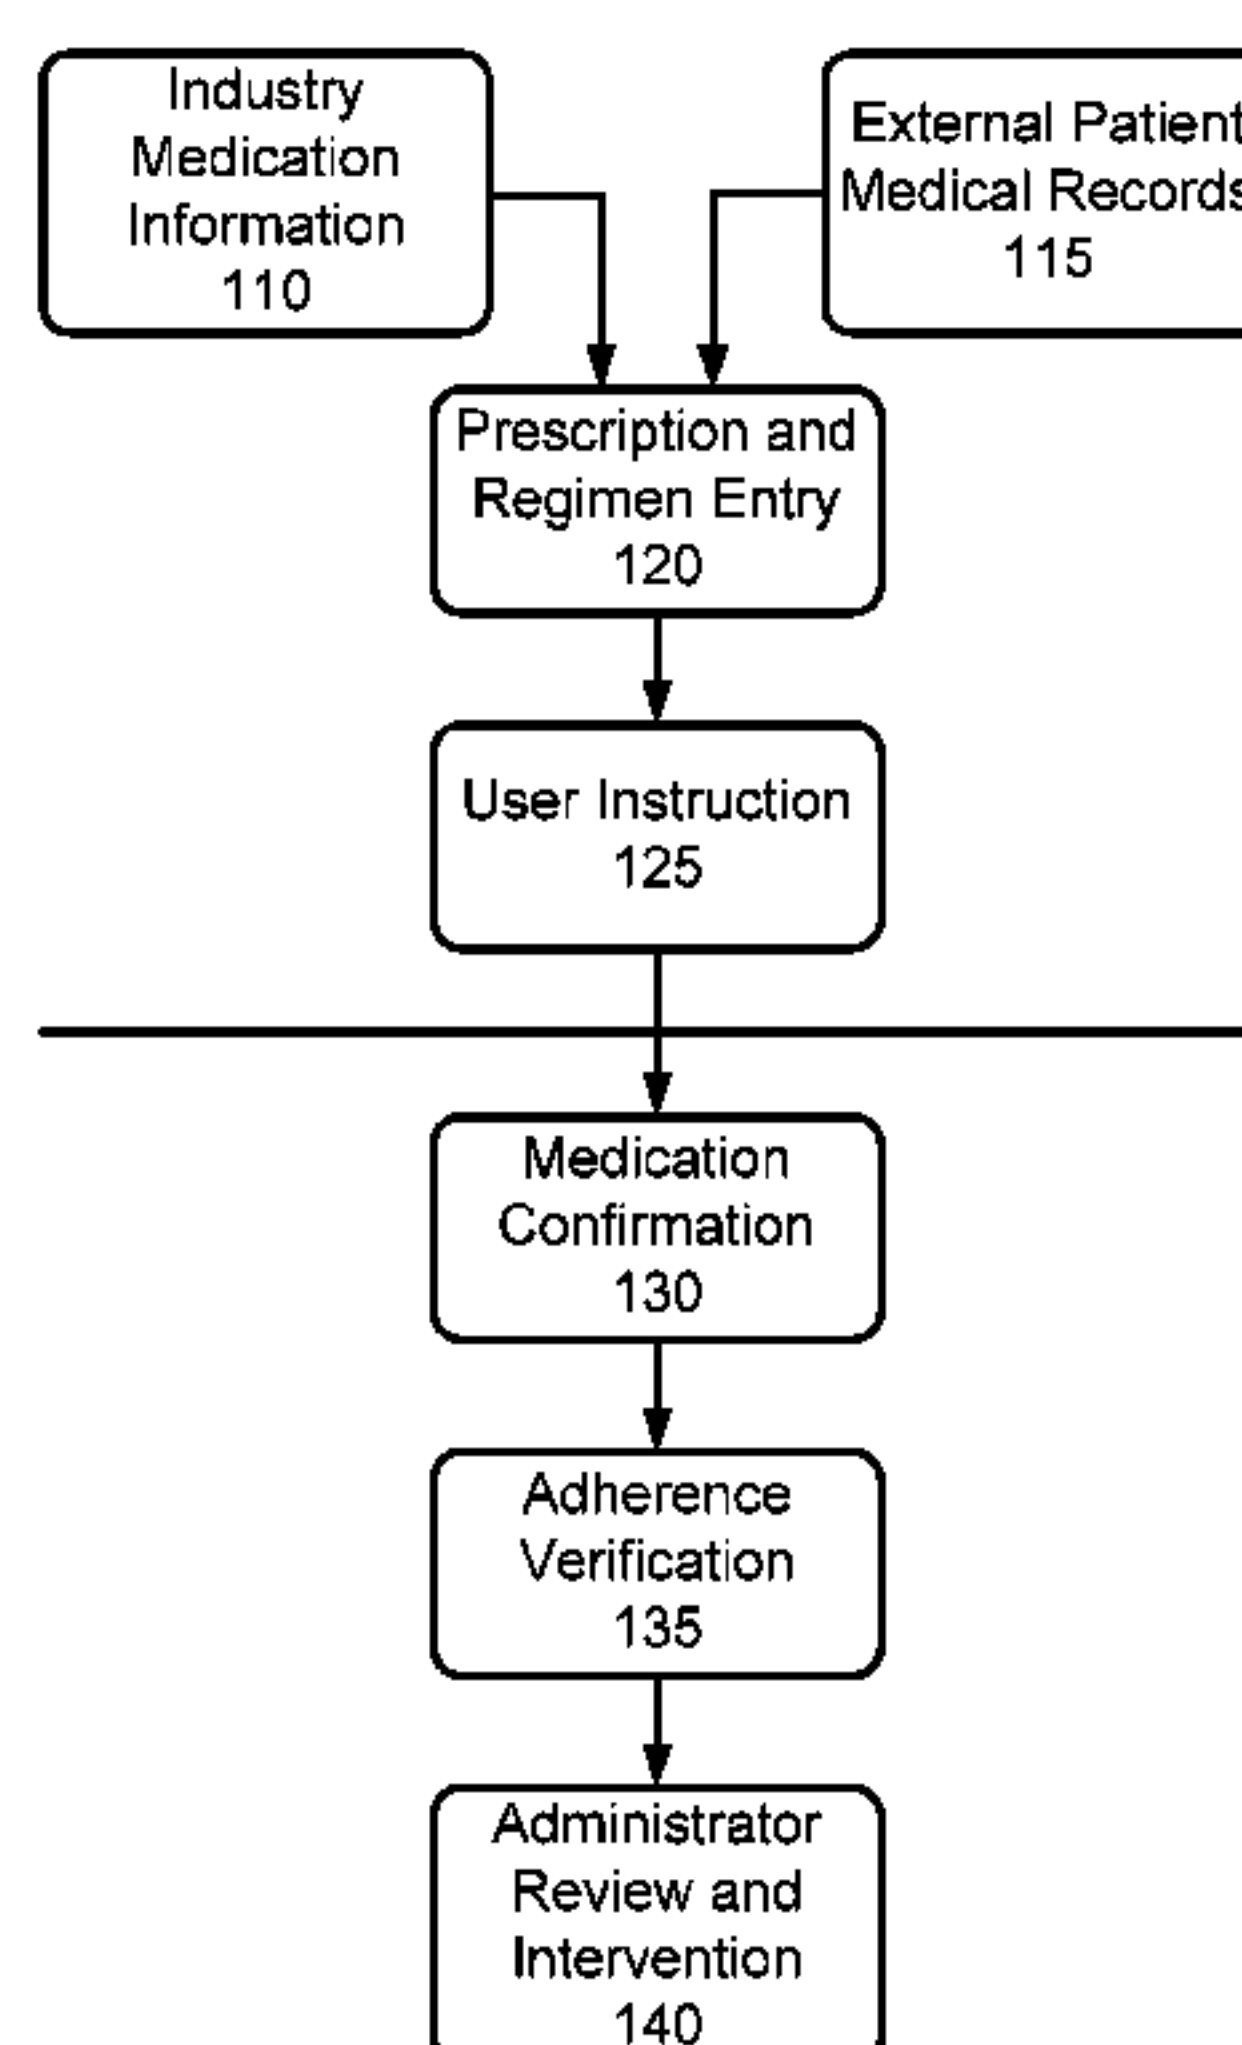 Industry
Medication
Information
110
External Patient
Medical Records
115
Prescription and
Regimen Entry
120
User Instruction
125
Medication
Confirmation
130
Adherence
Verification
135
Administrator
Review and
Intervention
140